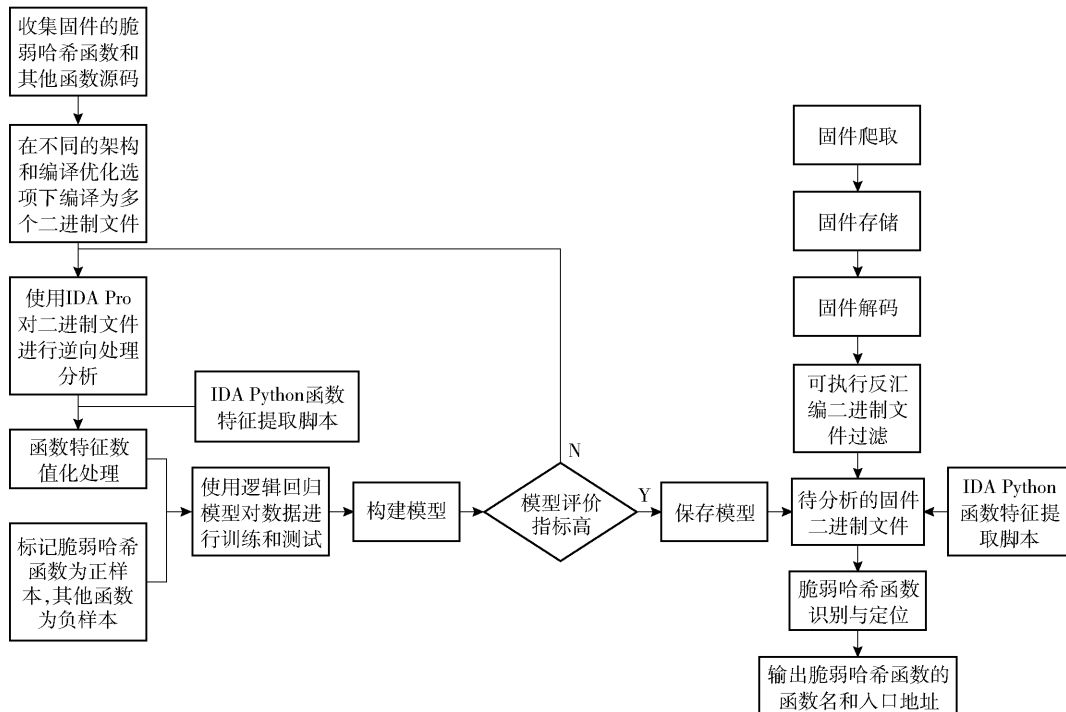 收集固件的脆
弱哈希函数和
其他函数源码
在不同的架构
和编译优化选
项下编译为多
个二进制文件
使用IDA Pro
对二进制文件
进行逆向处理
分析
IDA Python函数
特征提取脚本
函数特征数
值化处理
标记脆弱哈希
函数为正样
本,其他函数
为负样本
使用逻辑回归
模型对数据进
行训练和测试
构建模型
N
模型评价
指标高
Y
保存模型
固件爬取
固件存储
固件解码
可执行反汇
编二进制文
件过滤
待分析的固件
二进制文件
IDA Python
函数特征提
取脚本
脆弱哈希函数
识别与定位
输出脆弱哈希函数的
函数名和入口地址